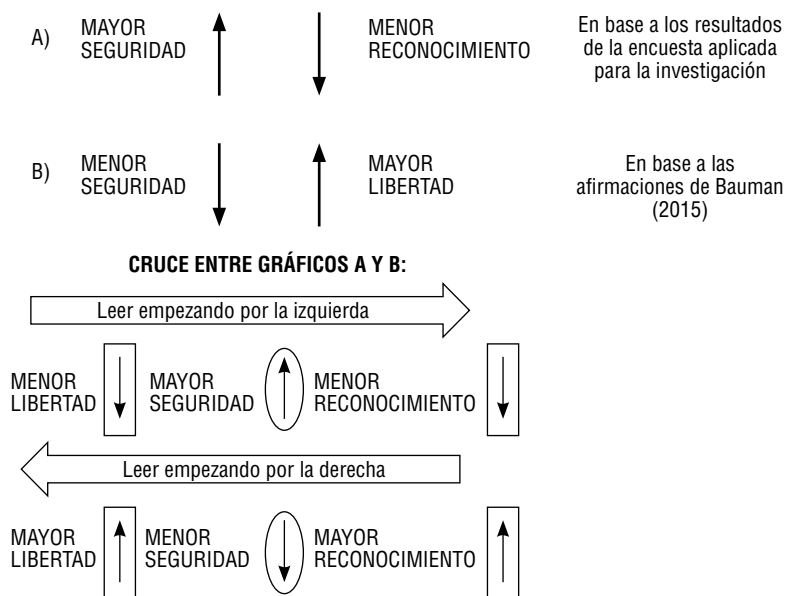 A)
MAYOR
SEGURIDAD
MENOR
RECONOCIMIENTO
En base a los resultados
de la encuesta aplicada
para la investigación
B)
MENOR
SEGURIDAD
MAYOR
LIBERTAD
En base a las
afirmaciones de Bauman
(2015)
CRUCE ENTRE GRÁFICOS A Y B:
Leer empezando por la izquierda
MENOR
LIBERTAD
MAYOR
SEGURIDAD
MENOR
RECONOCIMIENTO
Leer empezando por la derecha
MAYOR
LIBERTAD
MENOR
SEGURIDAD
MAYOR
RECONOCIMIENTO